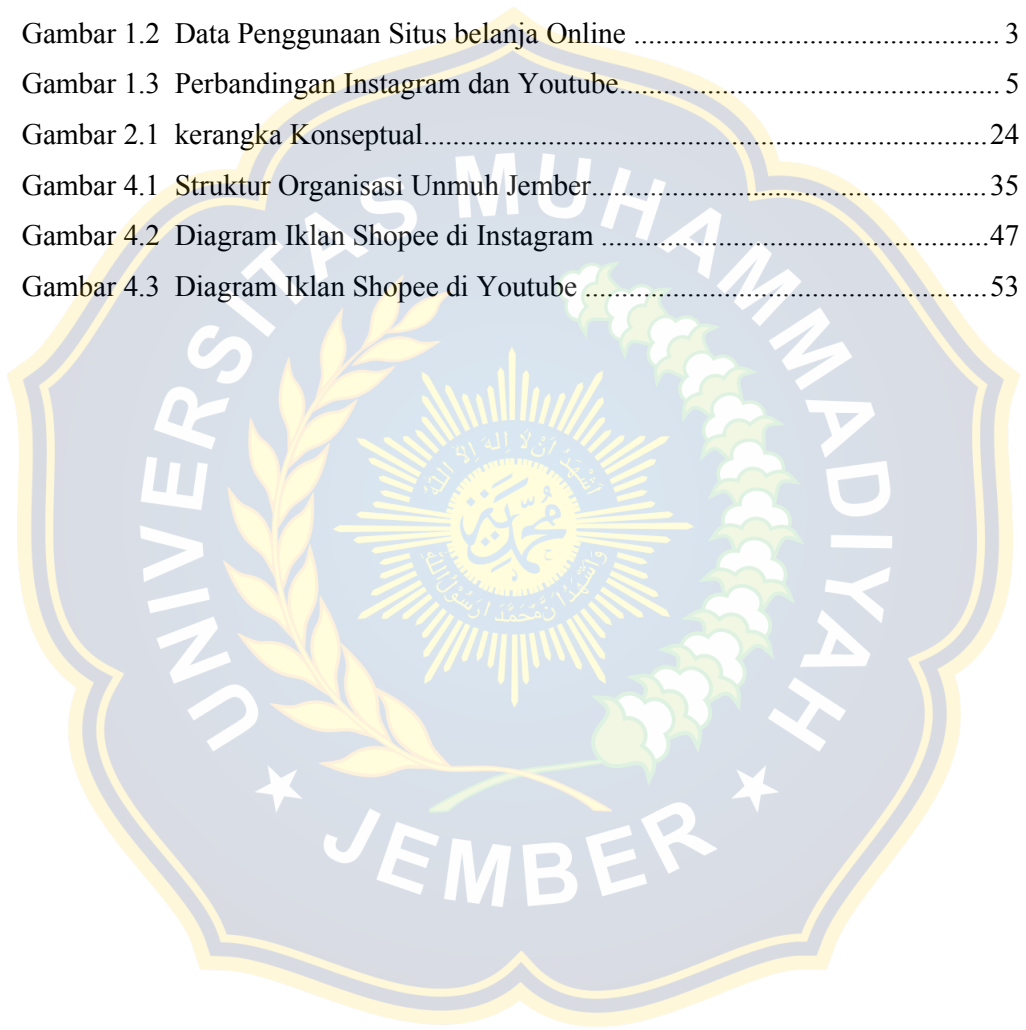 Gambar 1.2 Data Penggunaan Situs belanja Online ................................................ 3
Gambar 1.3 Perbandingan Instagram dan Youtube.................................................. 5
Gambar 2.1 kerangka Konseptual...........................................................................24
Gambar 4.1 Struktur Organisasi Unmuh Jember.....................................................35
Gambar 4.2 Diagram Iklan Shopee di Instagram ....................................................47
Gambar 4.3 Diagram Iklan Shopee di Youtube ......................................................53
UNIVERSITAS MUHAMMADIYAH
JEMBER